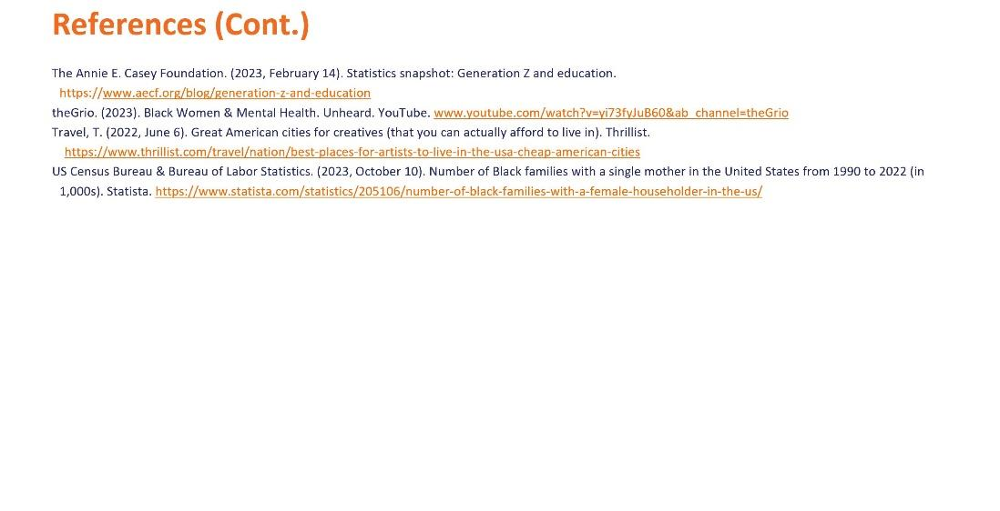 References (Cont.)
The Annie E. Casey Foundation. (2023, February 14). Statistics snapshot: Generation Z and education.
https://www.aecf.org/blog/generation-z-and-education
theGrio. (2023). Black Women & Mental Health. Unheard. YouTube. www.youtube.com/watch?v=yi73fyJuB60&ab_channel=theGrio
Travel, T. (2022, June 6). Great American cities for creatives (that you can actually afford to live in). Thrillist.
https://www.thrillist.com/travel/nation/best-places-for-artists-to-live-in-the-usa-cheap-american-cities
US Census Bureau & Bureau of Labor Statistics. (2023, October 10). Number of Black families with a single mother in the United States from 1990 to 2022 (in
1,000s). Statista. https://www.statista.com/statistics/205106/number-of-black-families-with-a-female-householder-in-the-us/